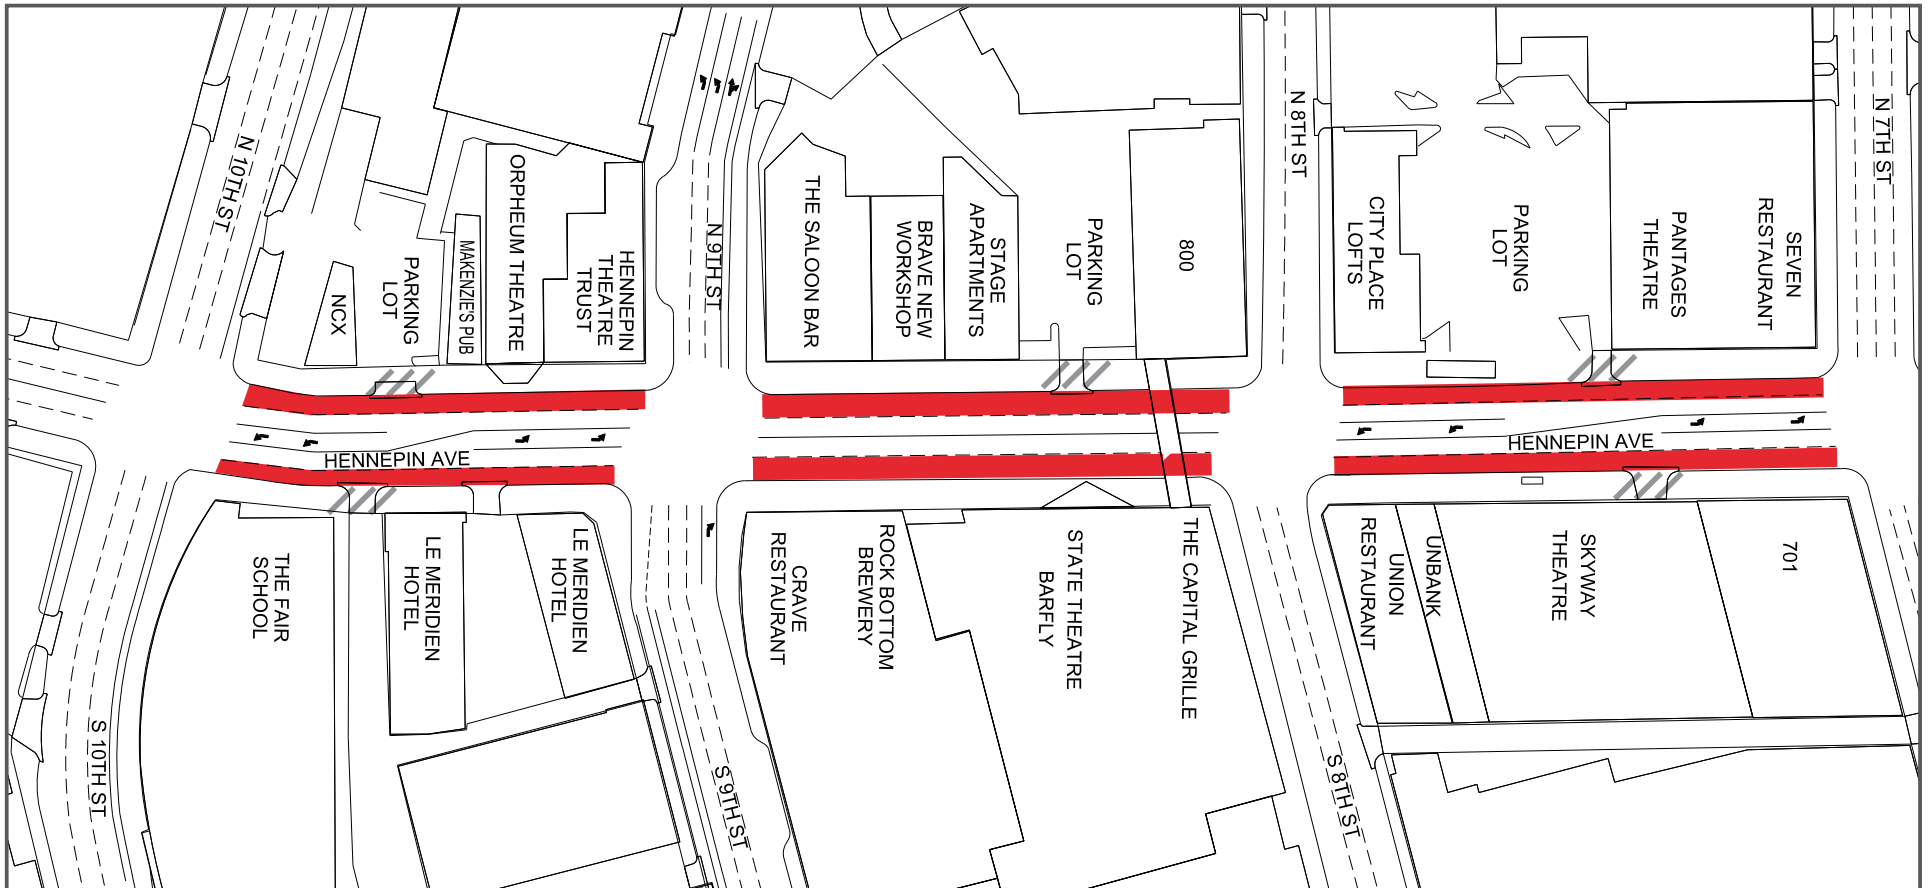 N 10TH ST
NCX
PARKING
LOT
MAKENZIE'S PUB
ORPHEUM THEATRE
HENNEPIN
THEATRE
TRUST
N 9TH ST
THE SALOON BAR
BRAVE NEW
WORKSHOP
STAGE
APARTMENTS
PARKING
LOT
800
N 8TH ST
CITY PLACE
LOFTS
PARKING
LOT
PANTAGES
THEATRE
SEVEN
RESTAURANT
N 7TH ST
HENNEPIN AVE
HENNEPIN AVE
S 10TH ST
THE FAIR
SCHOOL
LE MERIDIEN
HOTEL
LE MERIDIEN
HOTEL
S 9TH ST
CRAVE
RESTAURANT
ROCK BOTTOM
BREWERY
STATE THEATRE
BARFLY
THE CAPITAL GRILLE
S 8TH ST
UNION
RESTAURANT
UNBANK
SKYWAY
THEATRE
701